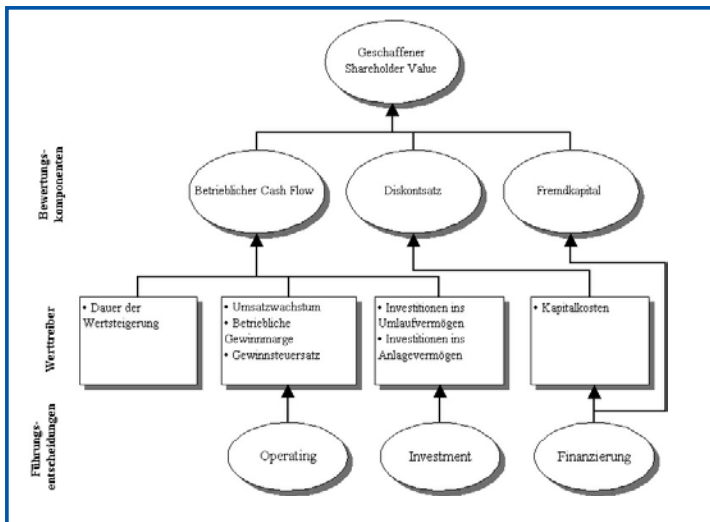 Geschaffener
Shareholder Value
Bewertungs-
komponenten
Betrieblicher Cash Flow
Diskontsatz
Fremdkapital
Werttreiber
• Dauer der
Wertsteigerung
• Umsatzwachstum
• Betriebliche
Gewinnmarge
• Gewinnsteuersatz
• Investitionen ins
Umlaufvermögen
• Investitionen ins
Anlagevermögen
• Kapitalkosten
Führungs-
entscheidungen
Operating
Investment
Finanzierung